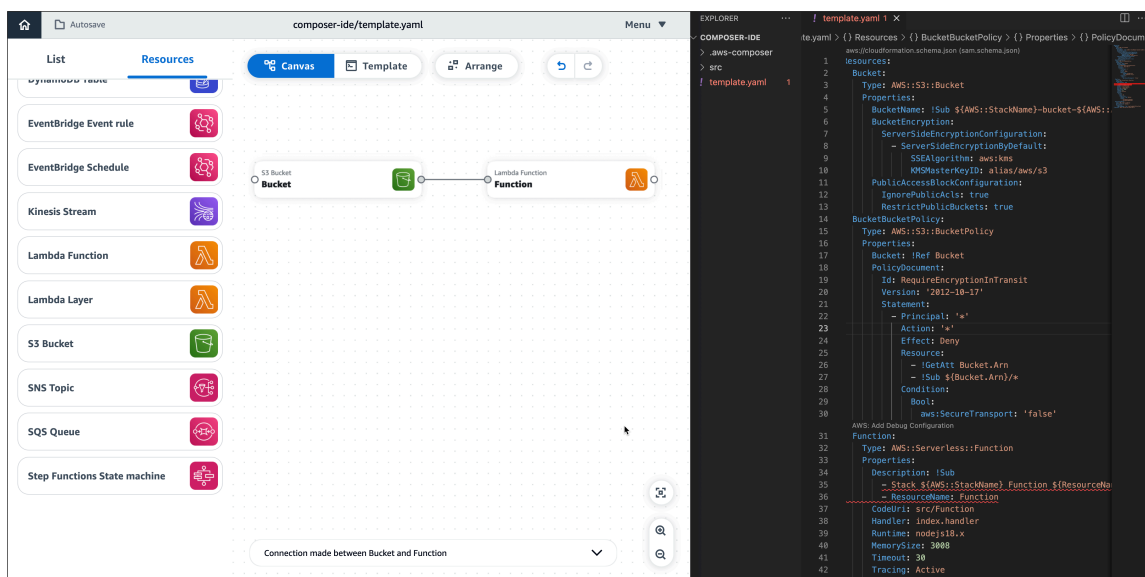 Autosave
composer-ide/template.yaml
Menu ▼
List
Resources
DynamoDB Table
EventBridge Event rule
EventBridge Schedule
Kinesis Stream
Lambda Function
Lambda Layer
S3 Bucket
SNS Topic
SQS Queue
Step Functions State machine
Canvas
Template
Arrange
S3 Bucket
Bucket
Lambda Function
Function
Connection made between Bucket and Function
EXPLORER ...
COMPOSER-IDE
> .aws-composer
> src
! template.yaml 1
! template.yaml 1 ×
te.yaml > {} Resources > {} BucketBucketPolicy > {} Properties > {} PolicyDocum
aws://cloudformation.schema.json (sam.schema.json)
1 Resources:
2 Bucket:
3 Type: AWS::S3::Bucket
4 Properties:
5 BucketName: !Sub ${AWS::StackName}-bucket-${AWS::
6 BucketEncryption:
7 ServerSideEncryptionConfiguration:
8 - ServerSideEncryptionByDefault:
9 SSEAlgorithm: aws:kms
10 KMSMasterKeyID: alias/aws/s3
11 PublicAccessBlockConfiguration:
12 IgnorePublicAcls: true
13 RestrictPublicBuckets: true
14 BucketBucketPolicy:
15 Type: AWS::S3::BucketPolicy
16 Properties:
17 Bucket: !Ref Bucket
18 PolicyDocument:
19 Id: RequireEncryptionInTransit
20 Version: '2012-10-17'
21 Statement:
22 - Principal: '*'
23 Action: '*'
24 Effect: Deny
25 Resource:
26 - !GetAtt Bucket.Arn
27 - !Sub ${Bucket.Arn}/*
28 Condition:
29 Bool:
30 aws:SecureTransport: 'false'
AWS: Add Debug Configuration
31 Function:
32 Type: AWS::Serverless::Function
33 Properties:
34 Description: !Sub
35 - Stack ${AWS::StackName} Function ${ResourceNa
36 - ResourceName: Function
37 CodeUri: src/Function
38 Handler: index.handler
39 Runtime: nodejs18.x
40 MemorySize: 3008
41 Timeout: 30
42 Tracing: Active